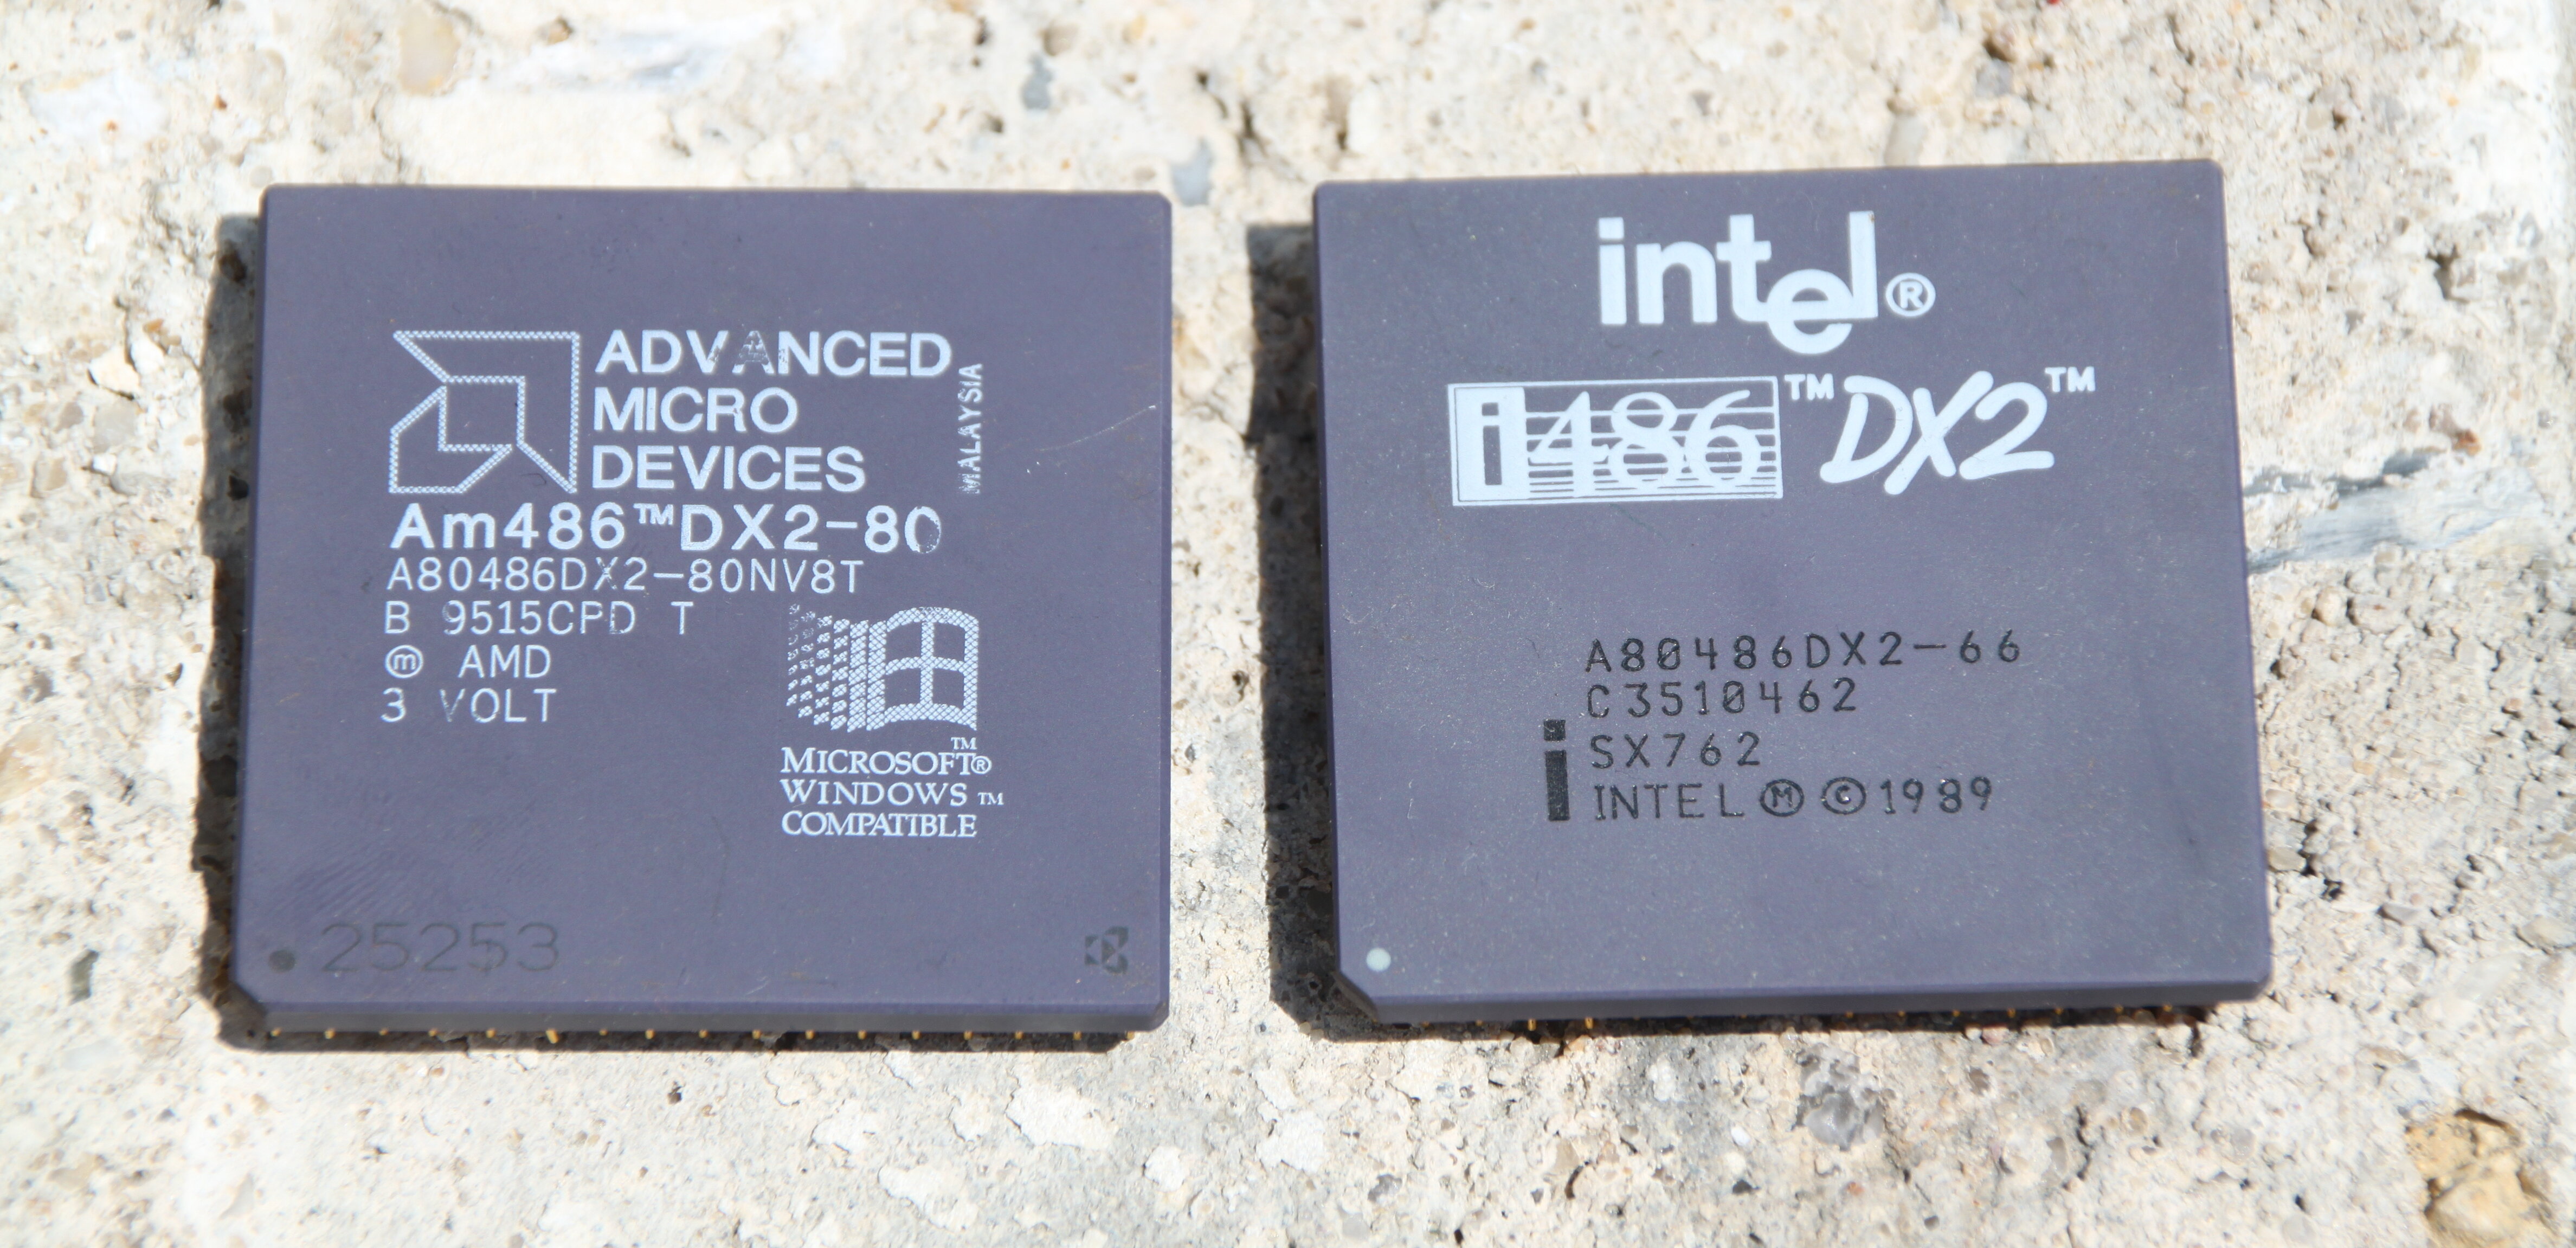 ADVANCED
MICRO
DEVICES
MALAYSIA
Am486™DX2-80
A80486DX2-80NV8T
B 9515CPD T
ⓜ AMD
3 VOLT
™
MICROSOFT®
WINDOWS™
COMPATIBLE
25253
intel®
i486™DX2™
A80486DX2-66
C3510462
SX762
i
INTEL Ⓜ ©1989